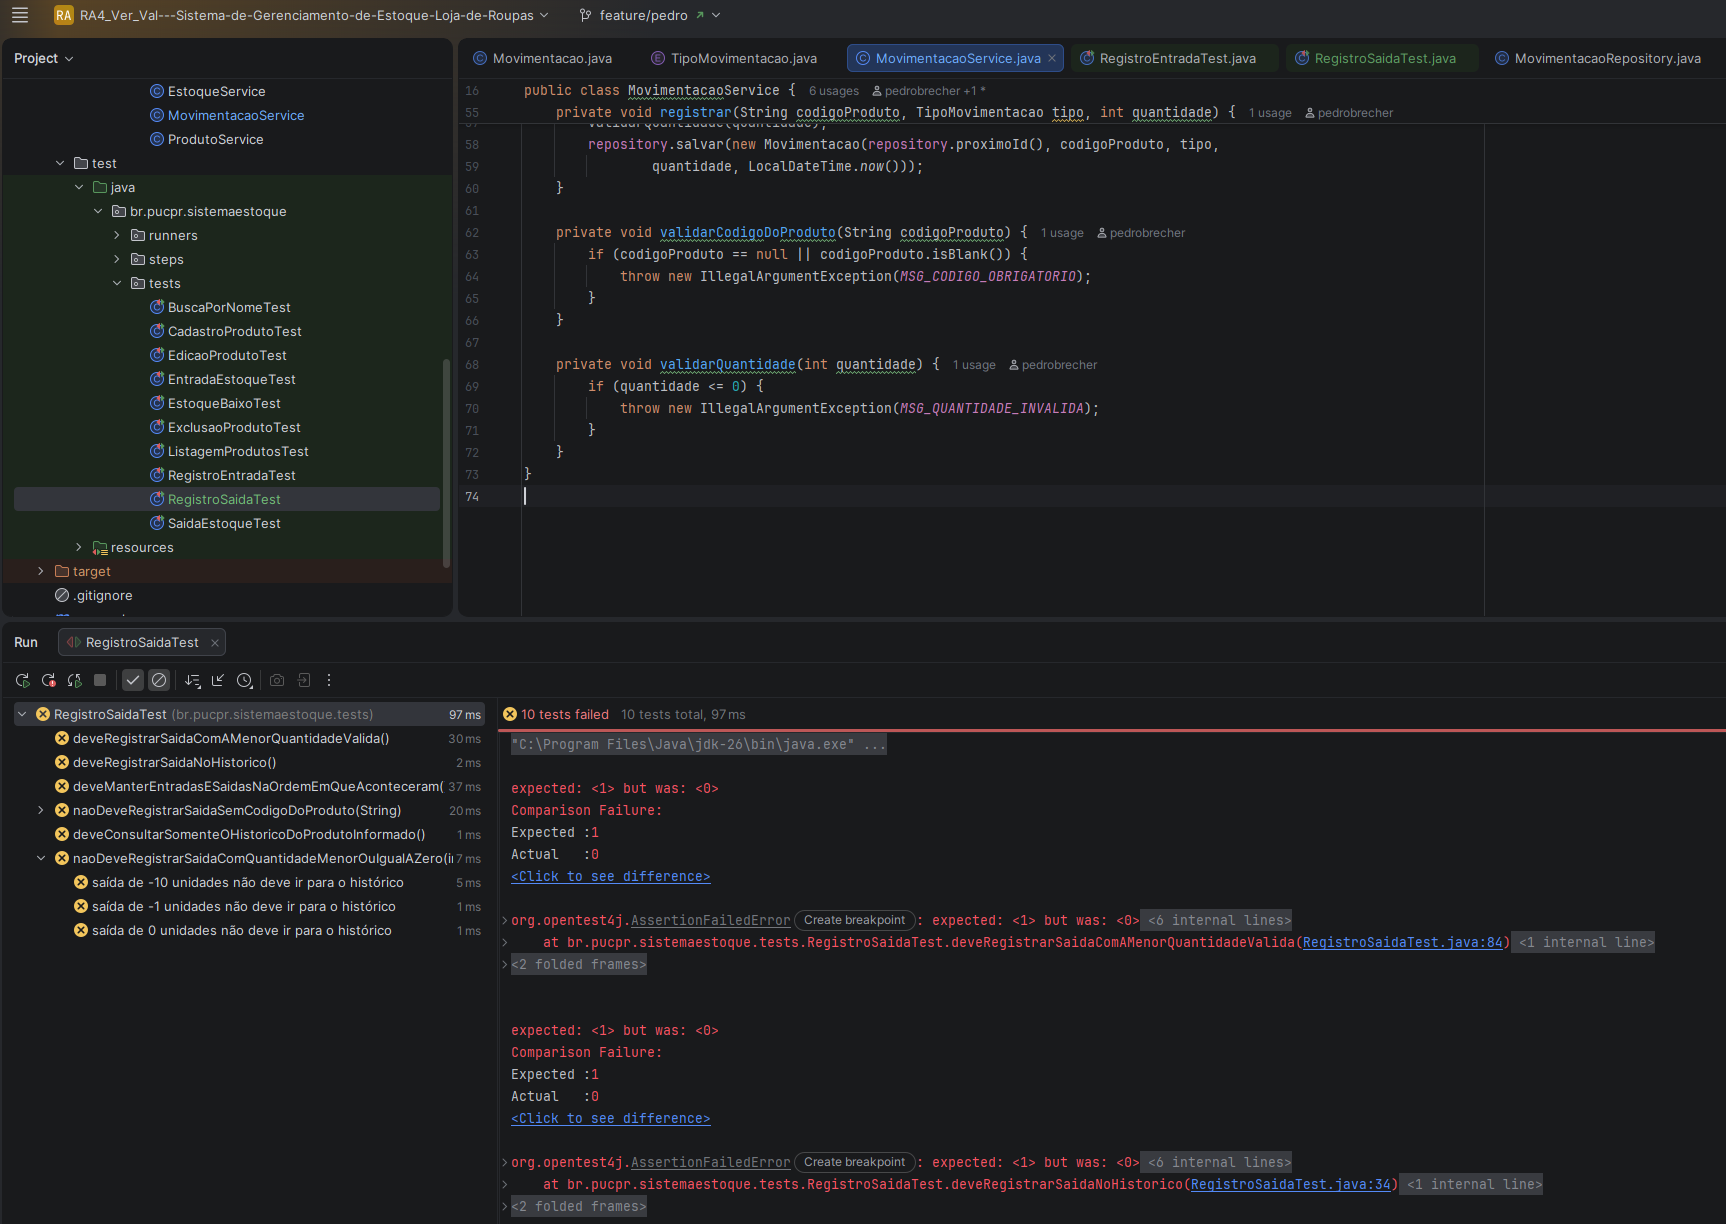 RA RA4_Ver_Val---Sistema-de-Gerenciamento-de-Estoque-Loja-de-Roupas feature/pedro
Project
Movimentacao.java TipoMovimentacao.java MovimentacaoService.java RegistroEntradaTest.java RegistroSaidaTest.java MovimentacaoRepository.java
EstoqueService
MovimentacaoService
ProdutoService
test
java
br.pucpr.sistemaestoque
runners
steps
tests
BuscaPorNomeTest
CadastroProdutoTest
EdicaoProdutoTest
EntradaEstoqueTest
EstoqueBaixoTest
ExclusaoProdutoTest
ListagemProdutosTest
RegistroEntradaTest
RegistroSaidaTest
SaidaEstoqueTest
resources
target
.gitignore
16 public class MovimentacaoService { 6 usages pedrobrecher +1 *
55 private void registrar(String codigoProduto, TipoMovimentacao tipo, int quantidade) { 1 usage pedrobrecher
validarQuantidade(quantidade);
58 repository.salvar(new Movimentacao(repository.proximoId(), codigoProduto, tipo,
59 quantidade, LocalDateTime.now()));
60 }
61
62 private void validarCodigoDoProduto(String codigoProduto) { 1 usage pedrobrecher
63 if (codigoProduto == null || codigoProduto.isBlank()) {
64 throw new IllegalArgumentException(MSG_CODIGO_OBRIGATORIO);
65 }
66 }
67
68 private void validarQuantidade(int quantidade) { 1 usage pedrobrecher
69 if (quantidade <= 0) {
70 throw new IllegalArgumentException(MSG_QUANTIDADE_INVALIDA);
71 }
72 }
73 }
74
Run RegistroSaidaTest
RegistroSaidaTest (br.pucpr.sistemaestoque.tests) 97 ms
deveRegistrarSaidaComAMenorQuantidadeValida() 30 ms
deveRegistrarSaidaNoHistorico() 2 ms
deveManterEntradasESaidasNaOrdemEmQueAconteceram( 37 ms
naoDeveRegistrarSaidaSemCodigoDoProduto(String) 20 ms
deveConsultarSomenteOHistoricoDoProdutoInformado() 1 ms
naoDeveRegistrarSaidaComQuantidadeMenorOuIgualAZero(i 7 ms
saída de -10 unidades não deve ir para o histórico 5 ms
saída de -1 unidades não deve ir para o histórico 1 ms
saída de 0 unidades não deve ir para o histórico 1 ms
10 tests failed 10 tests total, 97 ms
"C:\Program Files\Java\jdk-26\bin\java.exe" ...
expected: <1> but was: <0>
Comparison Failure:
Expected :1
Actual :0
<Click to see difference>
org.opentest4j.AssertionFailedError Create breakpoint : expected: <1> but was: <0> <6 internal lines>
at br.pucpr.sistemaestoque.tests.RegistroSaidaTest.deveRegistrarSaidaComAMenorQuantidadeValida(RegistroSaidaTest.java:84) <1 internal line>
<2 folded frames>
expected: <1> but was: <0>
Comparison Failure:
Expected :1
Actual :0
<Click to see difference>
org.opentest4j.AssertionFailedError Create breakpoint : expected: <1> but was: <0> <6 internal lines>
at br.pucpr.sistemaestoque.tests.RegistroSaidaTest.deveRegistrarSaidaNoHistorico(RegistroSaidaTest.java:34) <1 internal line>
<2 folded frames>